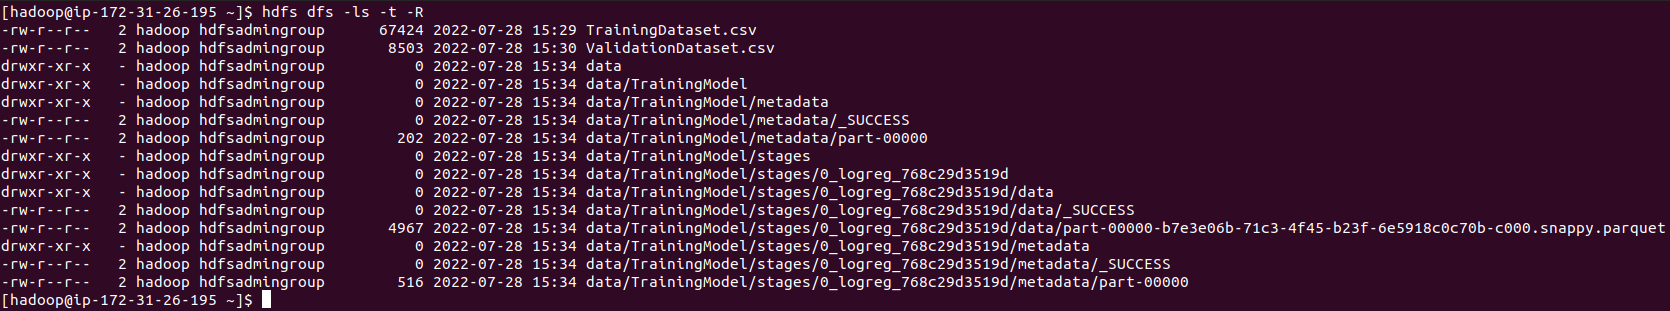 [hadoop@ip-172-31-26-195 ~]$ hdfs dfs -ls -t -R
-rw-r--r--   2 hadoop hdfsadmingroup      67424 2022-07-28 15:29 TrainingDataset.csv
-rw-r--r--   2 hadoop hdfsadmingroup       8503 2022-07-28 15:30 ValidationDataset.csv
drwxr-xr-x   - hadoop hdfsadmingroup          0 2022-07-28 15:34 data
drwxr-xr-x   - hadoop hdfsadmingroup          0 2022-07-28 15:34 data/TrainingModel
drwxr-xr-x   - hadoop hdfsadmingroup          0 2022-07-28 15:34 data/TrainingModel/metadata
-rw-r--r--   2 hadoop hdfsadmingroup          0 2022-07-28 15:34 data/TrainingModel/metadata/_SUCCESS
-rw-r--r--   2 hadoop hdfsadmingroup        202 2022-07-28 15:34 data/TrainingModel/metadata/part-00000
drwxr-xr-x   - hadoop hdfsadmingroup          0 2022-07-28 15:34 data/TrainingModel/stages
drwxr-xr-x   - hadoop hdfsadmingroup          0 2022-07-28 15:34 data/TrainingModel/stages/0_logreg_768c29d3519d
drwxr-xr-x   - hadoop hdfsadmingroup          0 2022-07-28 15:34 data/TrainingModel/stages/0_logreg_768c29d3519d/data
-rw-r--r--   2 hadoop hdfsadmingroup          0 2022-07-28 15:34 data/TrainingModel/stages/0_logreg_768c29d3519d/data/_SUCCESS
-rw-r--r--   2 hadoop hdfsadmingroup       4967 2022-07-28 15:34 data/TrainingModel/stages/0_logreg_768c29d3519d/data/part-00000-b7e3e06b-71c3-4f45-b23f-6e5918c0c70b-c000.snappy.parquet
drwxr-xr-x   - hadoop hdfsadmingroup          0 2022-07-28 15:34 data/TrainingModel/stages/0_logreg_768c29d3519d/metadata
-rw-r--r--   2 hadoop hdfsadmingroup          0 2022-07-28 15:34 data/TrainingModel/stages/0_logreg_768c29d3519d/metadata/_SUCCESS
-rw-r--r--   2 hadoop hdfsadmingroup        516 2022-07-28 15:34 data/TrainingModel/stages/0_logreg_768c29d3519d/metadata/part-00000
[hadoop@ip-172-31-26-195 ~]$